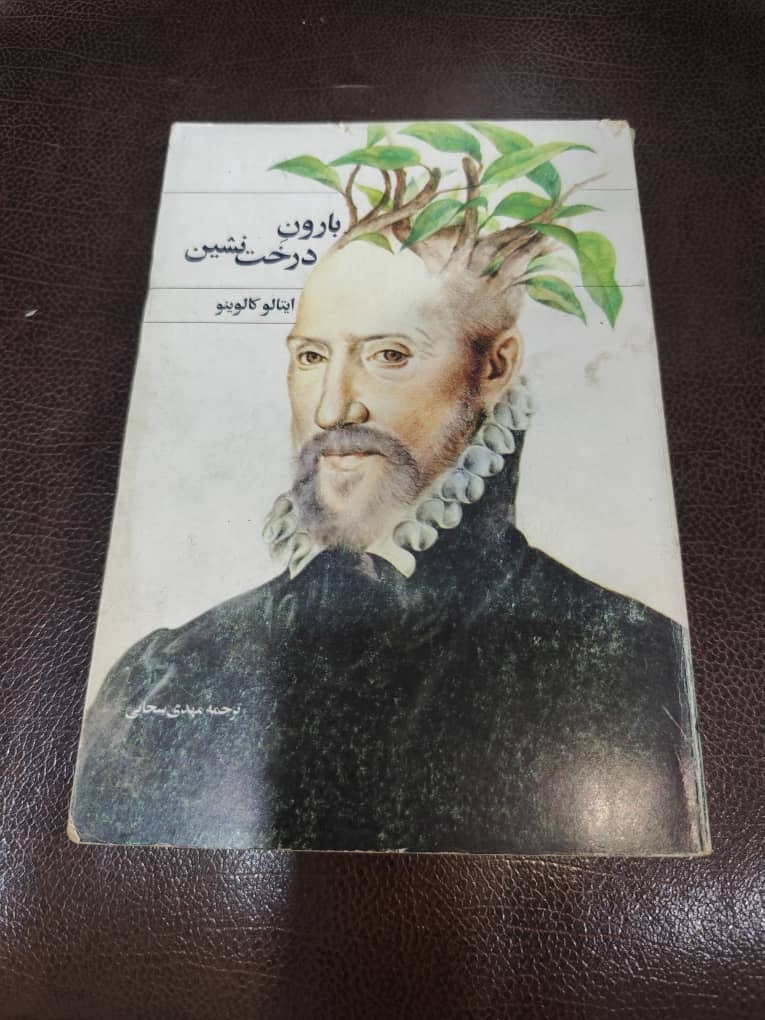 بارونِ
درخت‌نشین
ایتالو کالوینو
ترجمه مهدی سحابی